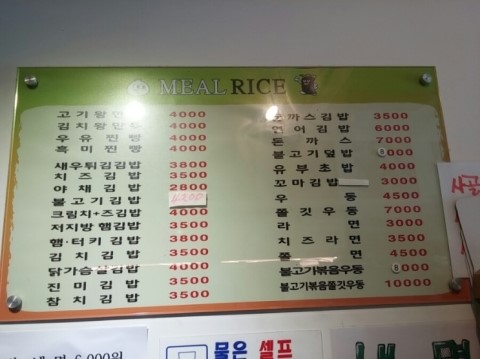 MEAL RICE
고기왕만두 4000
김치왕만두 4000
우유찐빵 4000
흑미찐빵 4000
새우튀김김밥 3800
치즈김밥 3500
야채김밥 2800
불고기김밥 4200
크림치+즈김밥 4000
저지방햄김밥 3500
햄·터키김밥 3800
김치김밥 3500
닭가슴살김밥 4000
진미김밥 3500
참치김밥 3500
돈까스김밥 3500
연어김밥 6000
돈까스 7000
불고기덮밥
유부초밥 4000
꼬마김밥 3000
우동 4500
쫄깃우동 7000
라면 3000
치즈라면 3500
쫄면 4500
불고기볶음우동
불고기볶음쫄깃우동 10000
물은 셀프
6,000원